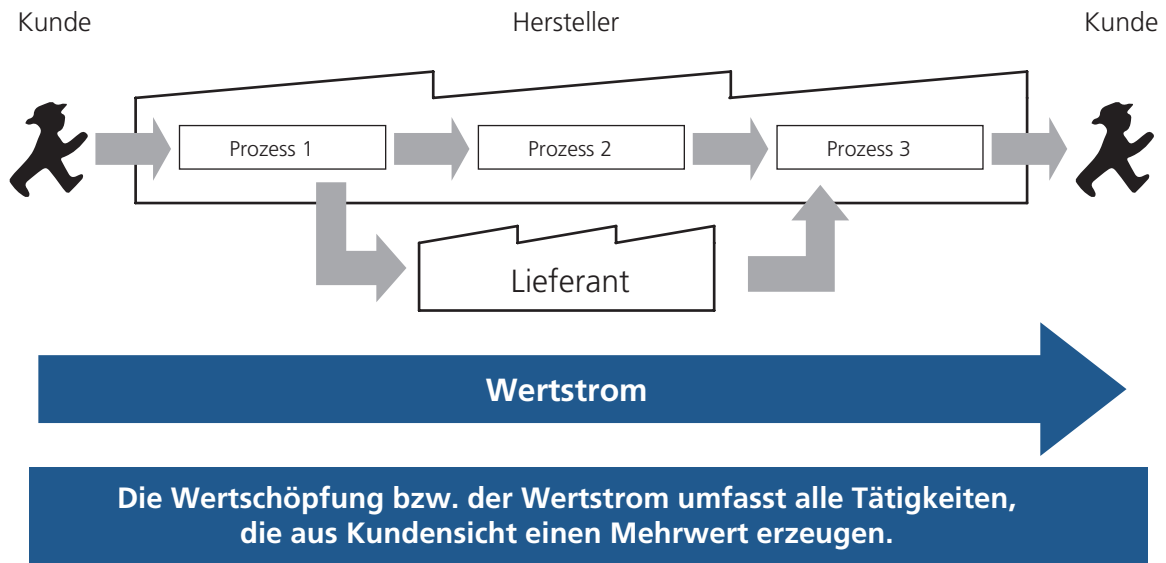 Kunde
Hersteller
Kunde
Prozess 1
Prozess 2
Prozess 3
Lieferant
Wertstrom
Die Wertschöpfung bzw. der Wertstrom umfasst alle Tätigkeiten,
die aus Kundensicht einen Mehrwert erzeugen.